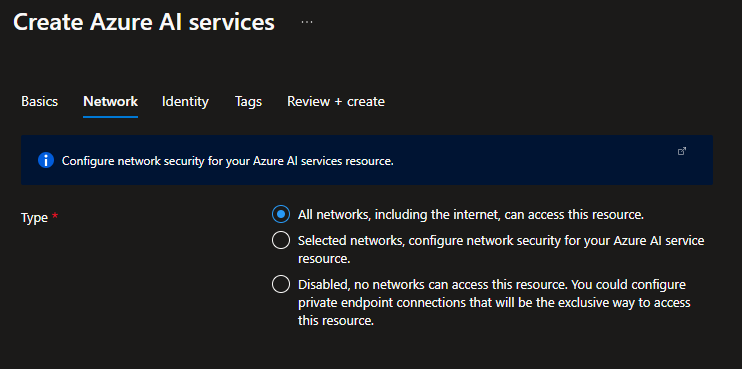 Create Azure AI services ...
Basics Network Identity Tags Review + create
Configure network security for your Azure AI services resource.
Type * All networks, including the internet, can access this resource.
Selected networks, configure network security for your Azure AI service
resource.
Disabled, no networks can access this resource. You could configure
private endpoint connections that will be the exclusive way to access
this resource.